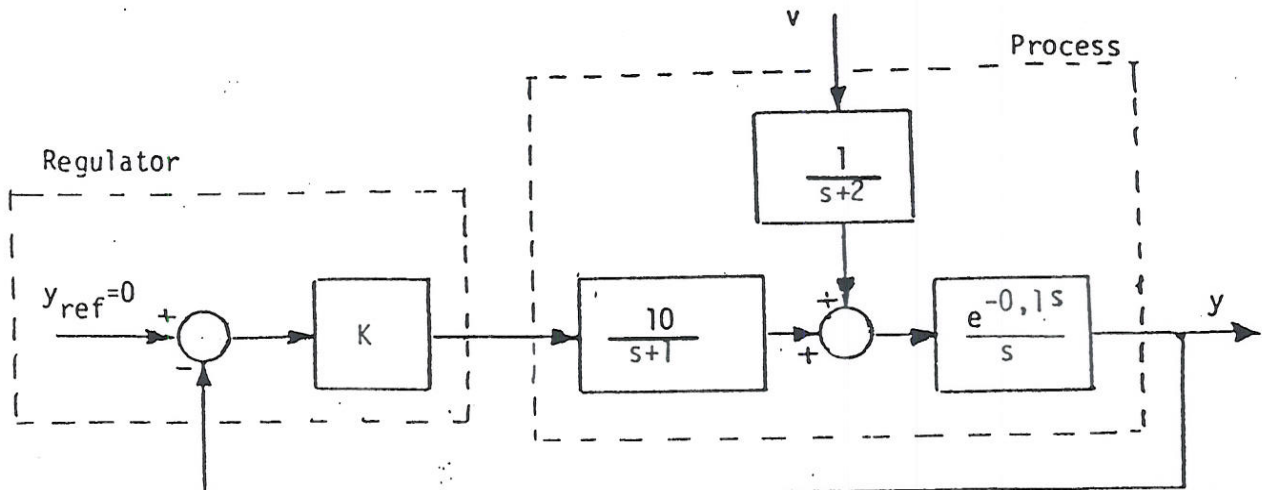 v
Process
Regulator
1
s+2
y_ref=0
+
-
K
10
s+1
+
+
e^-0,1s
s
y